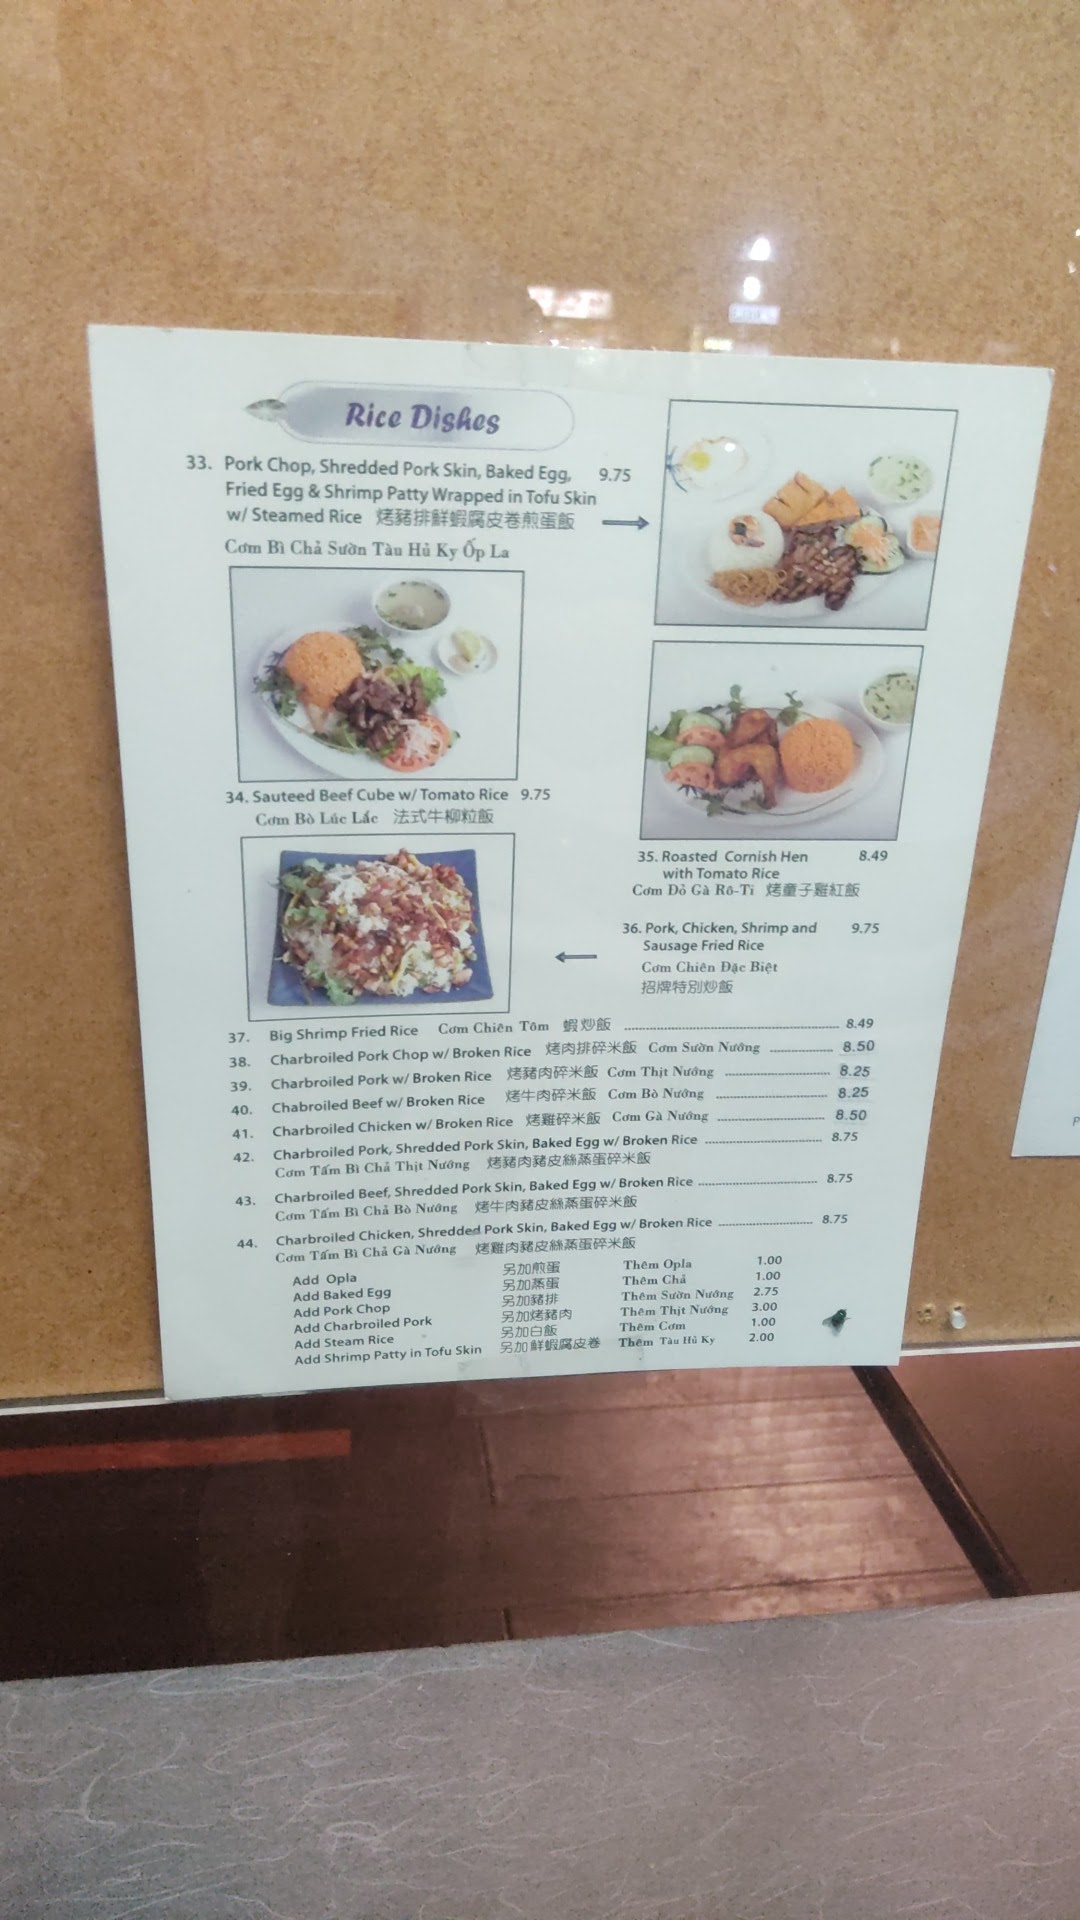 Rice Dishes
33. Pork Chop, Shredded Pork Skin, Baked Egg, 9.75
Fried Egg & Shrimp Patty Wrapped in Tofu Skin
w/ Steamed Rice 烤豬排鮮蝦腐皮卷煎蛋飯
Cơm Bì Chả Sườn Tàu Hủ Ky Ốp La
34. Sauteed Beef Cube w/ Tomato Rice 9.75
Cơm Bò Lúc Lắc 法式牛柳粒飯
35. Roasted Cornish Hen 8.49
with Tomato Rice
Cơm Đỏ Gà Rô-Ti 烤童子雞紅飯
36. Pork, Chicken, Shrimp and 9.75
Sausage Fried Rice
Cơm Chiên Đặc Biệt
招牌特別炒飯
37. Big Shrimp Fried Rice Cơm Chiên Tôm 蝦炒飯 8.49
38. Charbroiled Pork Chop w/ Broken Rice 烤肉排碎米飯 Cơm Sườn Nướng 8.50
39. Charbroiled Pork w/ Broken Rice 烤豬肉碎米飯 Cơm Thịt Nướng 8.25
40. Chabroiled Beef w/ Broken Rice 烤牛肉碎米飯 Cơm Bò Nướng 8.25
41. Charbroiled Chicken w/ Broken Rice 烤雞碎米飯 Cơm Gà Nướng 8.50
42. Charbroiled Pork, Shredded Pork Skin, Baked Egg w/ Broken Rice 8.75
Cơm Tấm Bì Chả Thịt Nướng 烤豬肉豬皮絲蒸蛋碎米飯
43. Charbroiled Beef, Shredded Pork Skin, Baked Egg w/ Broken Rice 8.75
Cơm Tấm Bì Chả Bò Nướng 烤牛肉豬皮絲蒸蛋碎米飯
44. Charbroiled Chicken, Shredded Pork Skin, Baked Egg w/ Broken Rice 8.75
Cơm Tấm Bì Chả Gà Nướng 烤雞肉豬皮絲蒸蛋碎米飯
Add Opla 另加煎蛋 Thêm Opla 1.00
Add Baked Egg 另加蒸蛋 Thêm Chả 1.00
Add Pork Chop 另加豬排 Thêm Sườn Nướng 2.75
Add Charbroiled Pork 另加烤豬肉 Thêm Thịt Nướng 3.00
Add Steam Rice 另加白飯 Thêm Cơm 1.00
Add Shrimp Patty in Tofu Skin 另加鮮蝦腐皮卷 Thêm Tàu Hủ Ky 2.00